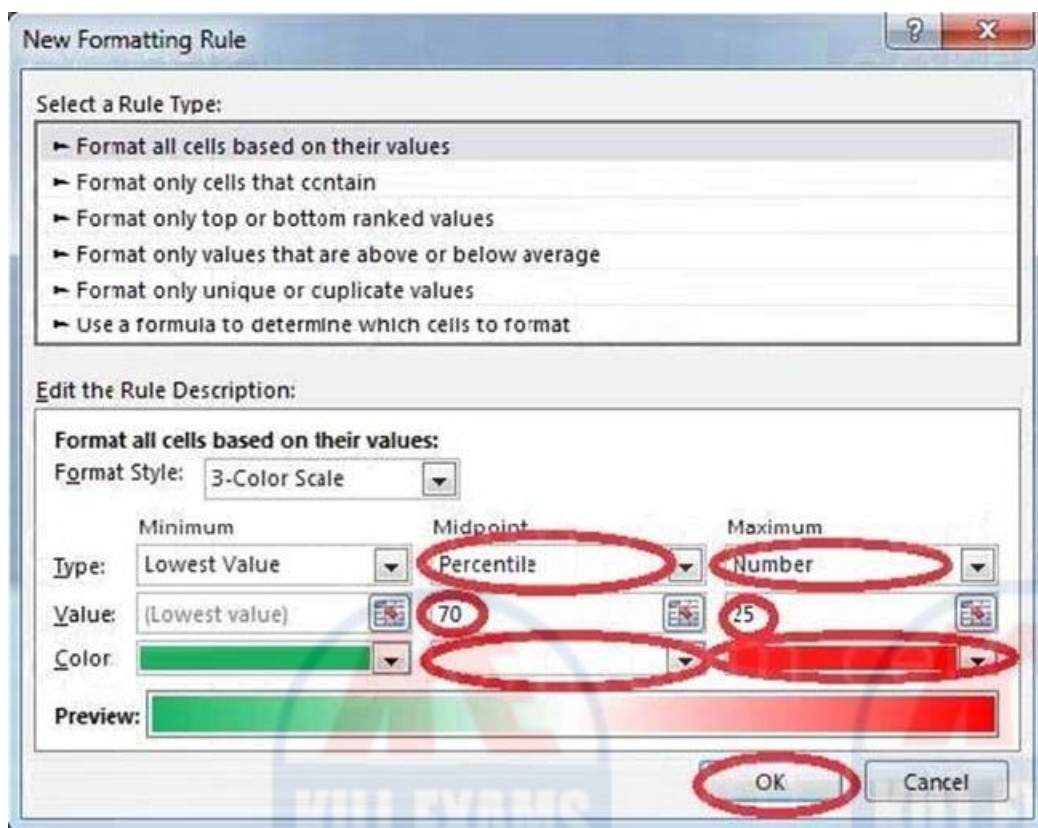 New Formatting Rule
?
X
Select a Rule Type:
► Format all cells based on their values
► Format only cells that contain
► Format only top or bottom ranked values
► Format only values that are above or below average
► Format only unique or cuplicate values
► Use a formula to determine which cells to format
Edit the Rule Description:
Format all cells based on their values:
Format Style: 3-Color Scale
Minimum Midpoint Maximum
Type: Lowest Value Percentile Number
Value: (Lowest value) 70 25
Color:
Preview:
OK Cancel
KILL EXAMS